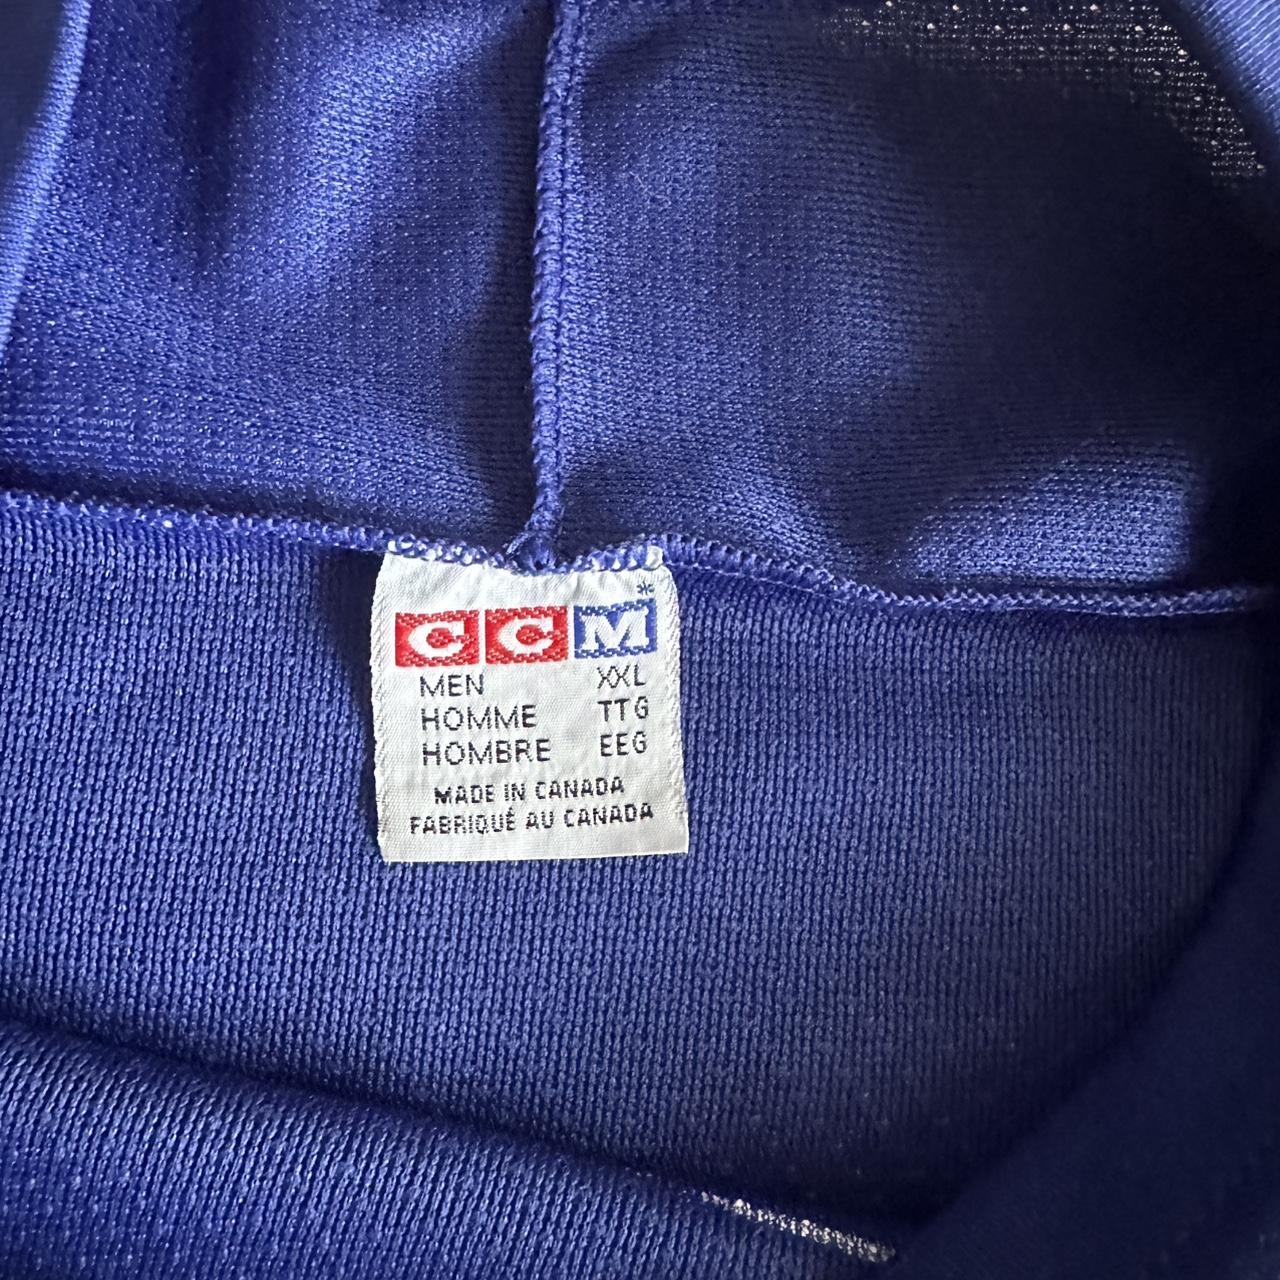 CCM*
MEN XXL
HOMME TTG
HOMBRE EEG
MADE IN CANADA
FABRIQUÉ AU CANADA